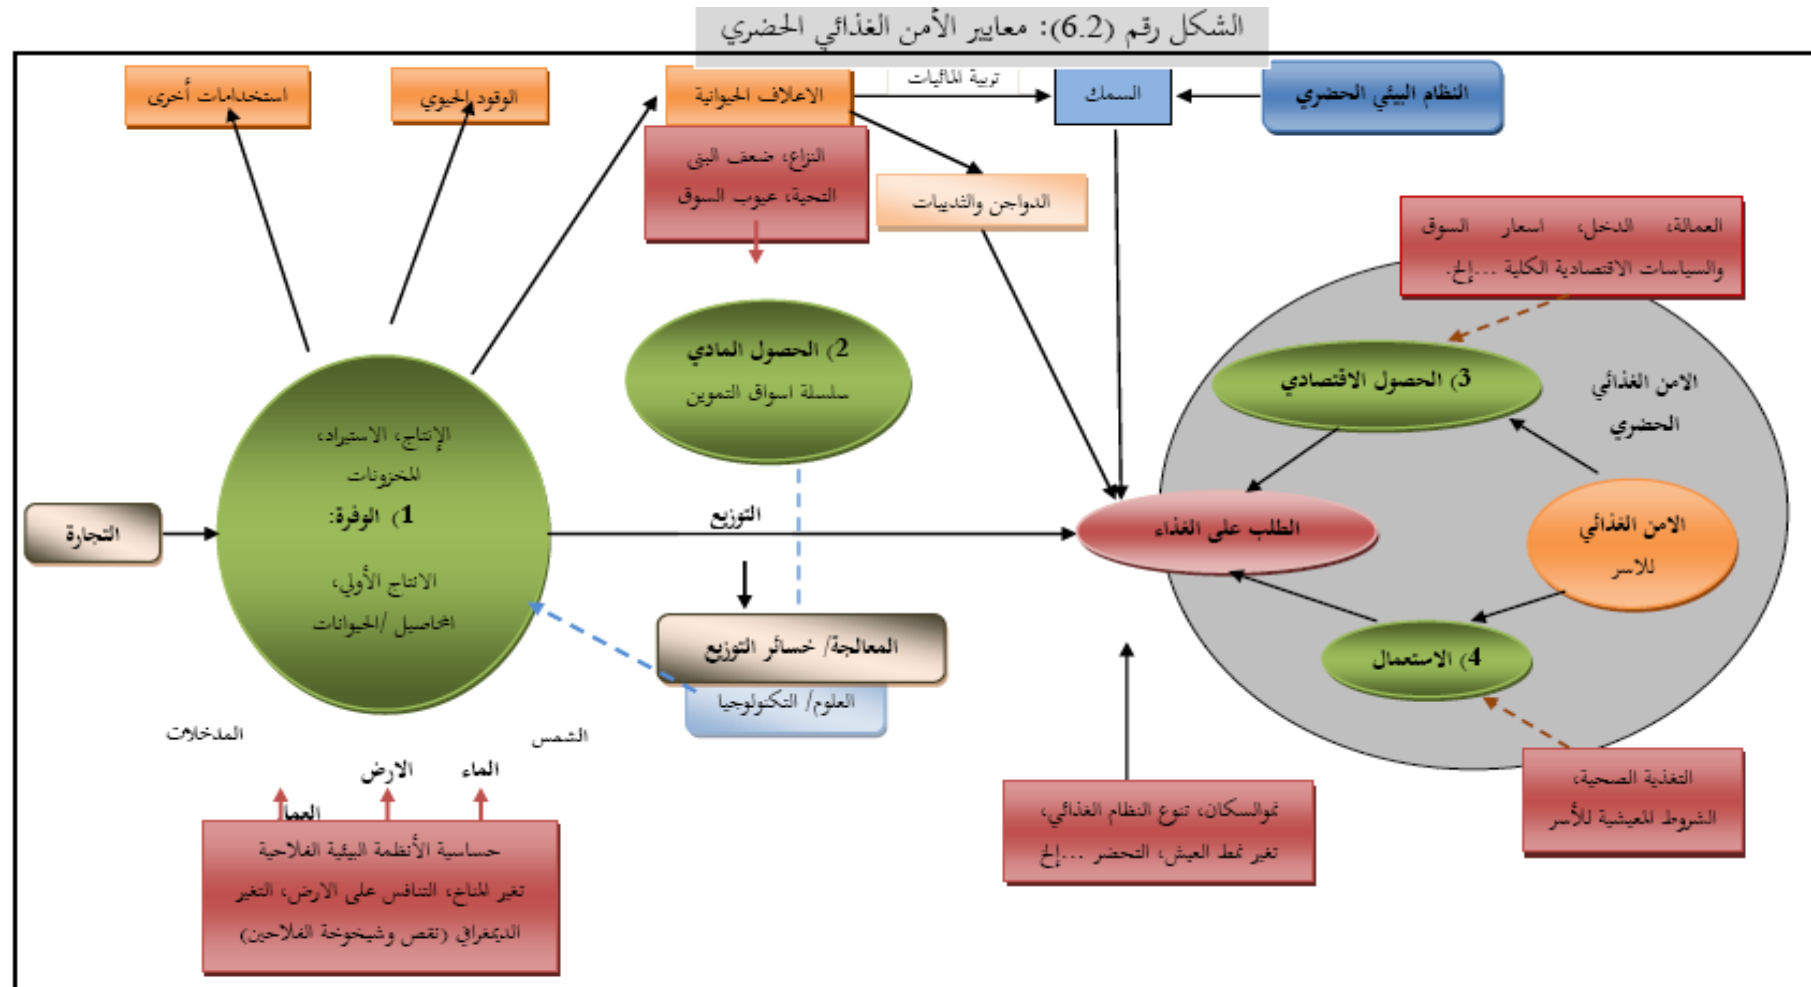 الشكل رقم (6.2): معايير الأمن الغذائي الحضري
استخدامات أخرى
الوقود الحيوي
الاعلاف الحيوانية
تربية المائيات
السمك
النظام البيئي الحضري
النزاع، ضعف البنى
التحية، عيوب السوق
الدواجن والثدييات
العمالة، الدخل، اسعار السوق
والسياسات الاقتصادية الكلية ...إلخ.
2) الحصول المادي
سلسلة اسواق التموين
3) الحصول الاقتصادي
الامن الغذائي
الحضري
الإنتاج، الاستيراد،
المخزونات
1) الوفرة:
الانتاج الأولي،
المحاصيل /الحيوانات
التجارة
التوزيع
الطلب على الغذاء
الامن الغذائي
للاسر
المعالجة/ خسائر التوزيع
العلوم/ التكنولوجيا
4) الاستعمال
المدخلات
الشمس
الارض
الماء
العما
حساسية الأنظمة البيئية الفلاحية
تغير المناخ، التنافس على الارض، التغير
الديمغرافي (نقص وشيخوخة الفلاحين)
نموالسكان، تنوع النظام الغذائي،
تغير نمط العيش، التحضر ...إلخ
التغذية الصحية،
الشروط المعيشية للأسر